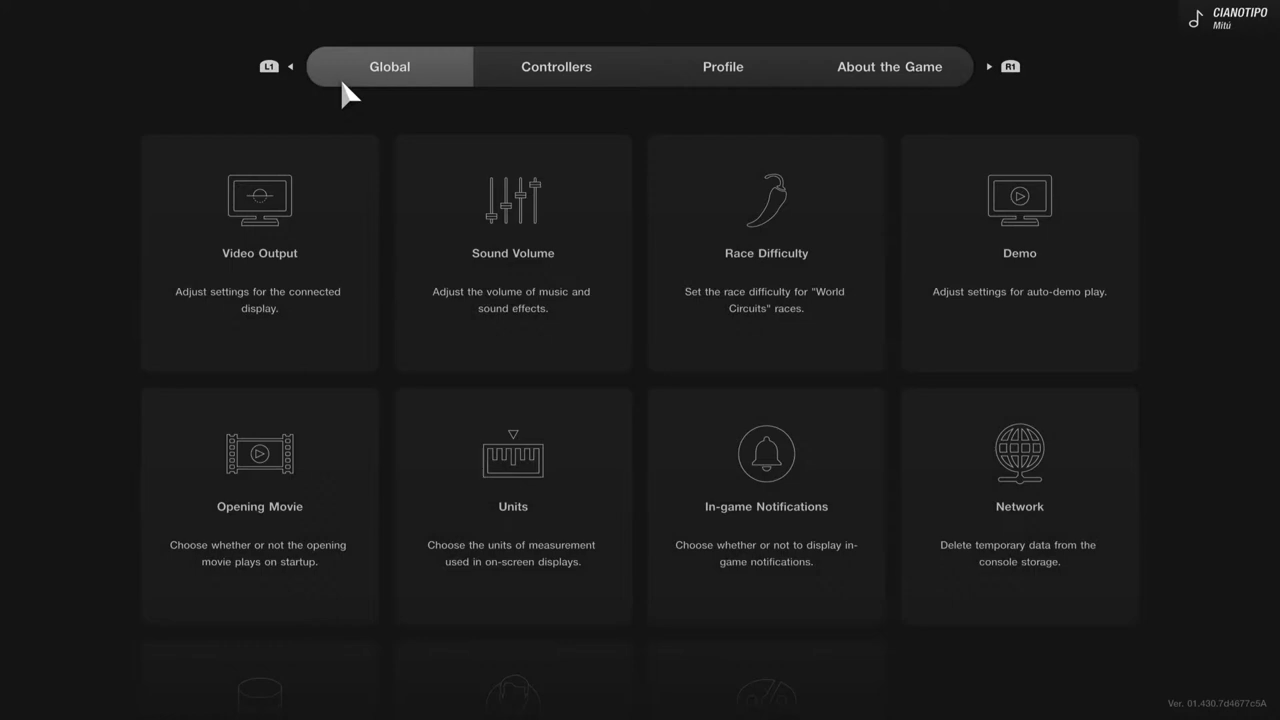 CIANOTIPO
Mitú
L1
Global
Controllers
Profile
About the Game
R1
Video Output
Adjust settings for the connected
display.
Sound Volume
Adjust the volume of music and
sound effects.
Race Difficulty
Set the race difficulty for "World
Circuits" races.
Demo
Adjust settings for auto-demo play.
Opening Movie
Choose whether or not the opening
movie plays on startup.
Units
Choose the units of measurement
used in on-screen displays.
In-game Notifications
Choose whether or not to display in-
game notifications.
Network
Delete temporary data from the
console storage.
Ver. 01.430.7d4677c5A